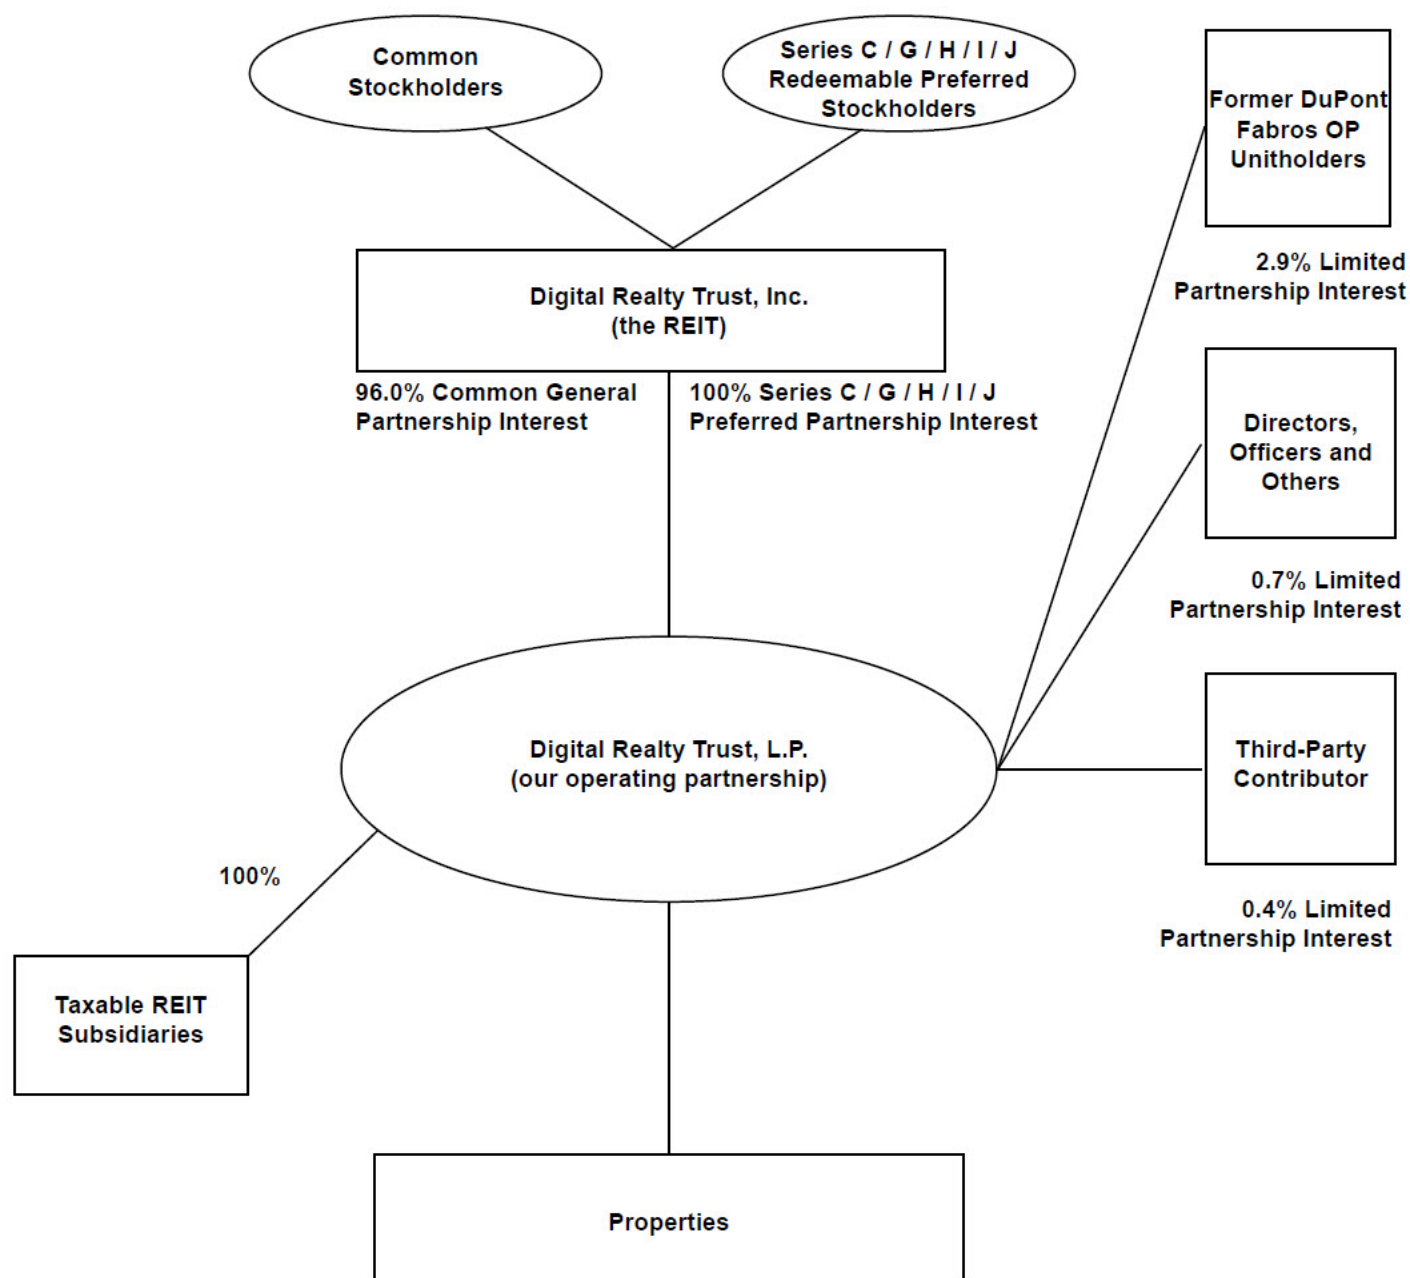 Common
Stockholders
Series C / G / H / I / J
Redeemable Preferred
Stockholders
Former DuPont
Fabros OP
Unitholders
2.9% Limited
Partnership Interest
Digital Realty Trust, Inc.
(the REIT)
96.0% Common General
Partnership Interest
100% Series C / G / H / I / J
Preferred Partnership Interest
Directors,
Officers and
Others
0.7% Limited
Partnership Interest
Digital Realty Trust, L.P.
(our operating partnership)
Third-Party
Contributor
0.4% Limited
Partnership Interest
100%
Taxable REIT
Subsidiaries
Properties